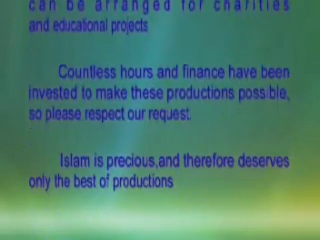 can be arranged for charities
and educational projects
Countless hours and finance have been
invested to make these productions possible,
so please respect our request.
Islam is precious,and therefore deserves
only the best of productions